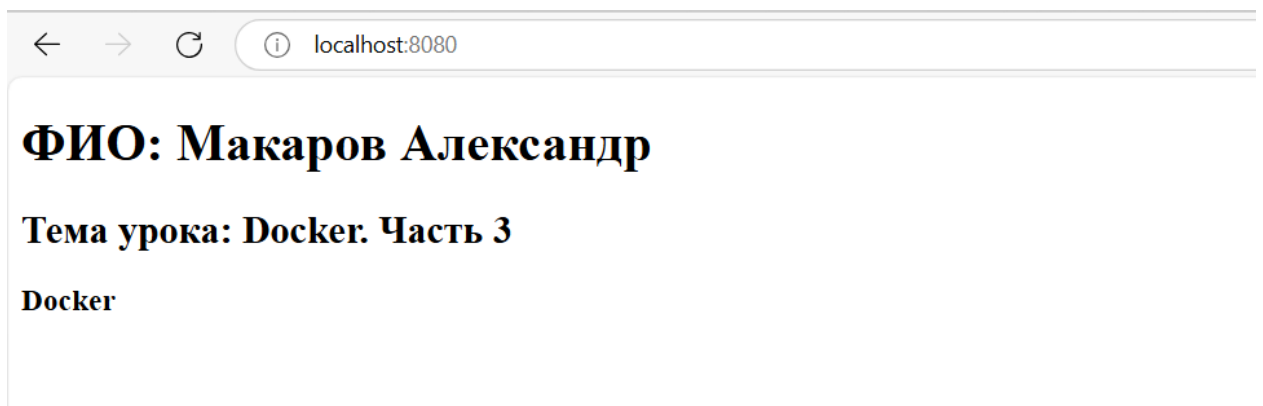 localhost:8080
ФИО: Макаров Александр
Тема урока: Docker. Часть 3
Docker